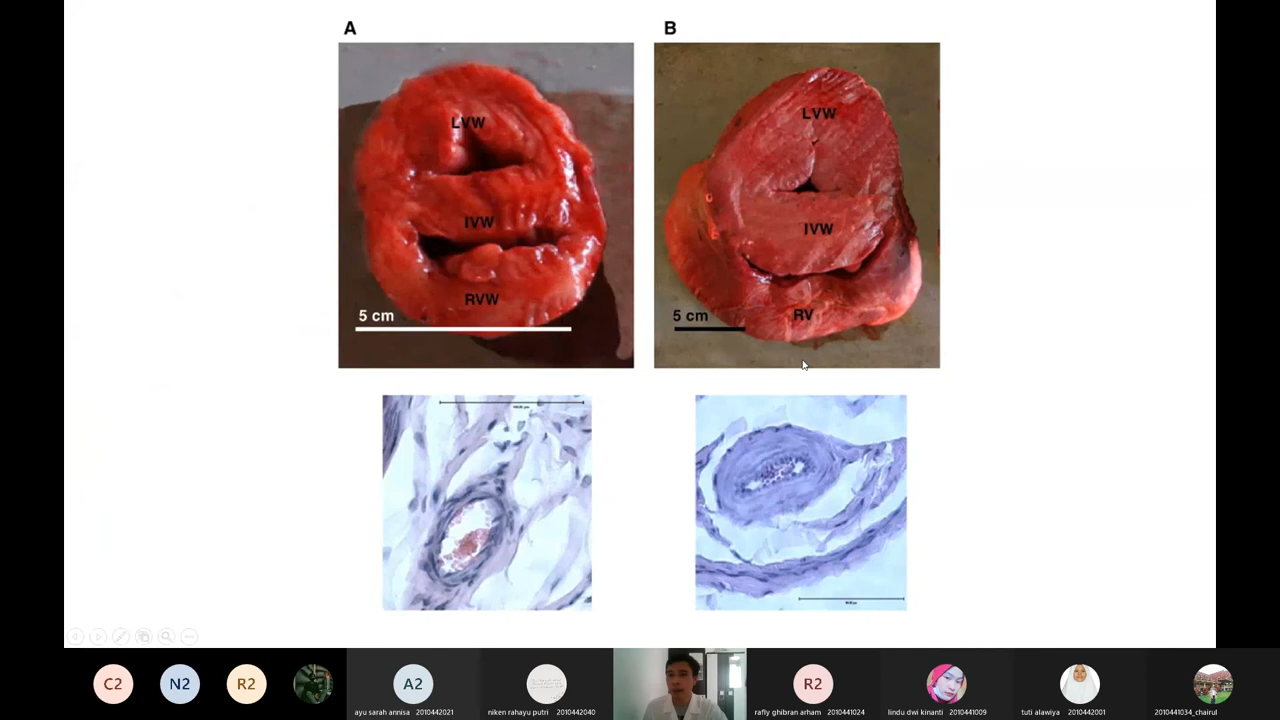 A
B
LVW
IVW
RVW
5 cm
LVW
IVW
RV
5 cm
C2
N2
R2
A2
R2
ayu sarah annisa 2010442021
niken rahayu putri 2010442040
rafly ghibran arham 2010441024
lindu dwi kinanti 2010441009
tuti alawiya 2010442001
2010441034_chairul